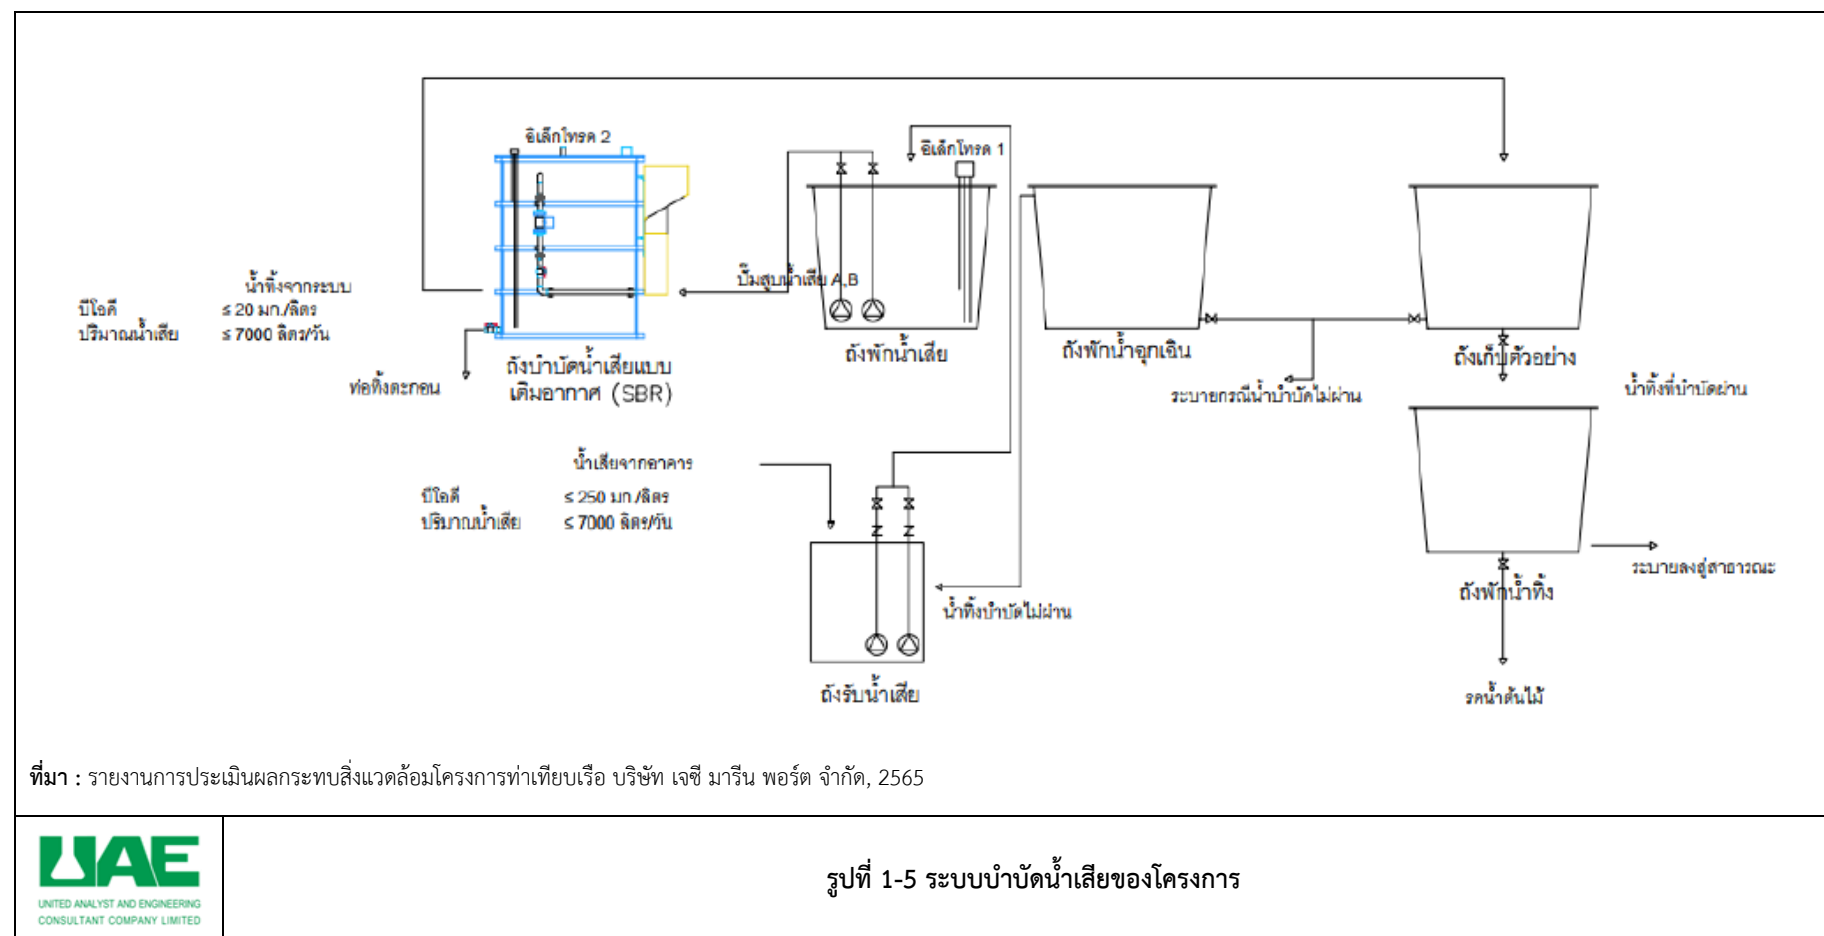 อิเล็กโทรด 2
อิเล็กโทรด 1
น้ำทิ้งจากระบบ
บีโอดี ≤ 20 มก./ลิตร
ปริมาณน้ำเสีย ≤ 7000 ลิตร/วัน
ปั๊มสูบน้ำเสีย A,B
ถังบำบัดน้ำเสียแบบ
เติมอากาศ (SBR)
ท่อทิ้งตะกอน
ถังพักน้ำเสีย
ถังพักน้ำฉุกเฉิน
ถังเก็บตัวอย่าง
ระบายกรณีน้ำบำบัดไม่ผ่าน
น้ำทิ้งที่บำบัดผ่าน
น้ำเสียจากอาคาร
บีโอดี ≤ 250 มก./ลิตร
ปริมาณน้ำเสีย ≤ 7000 ลิตร/วัน
น้ำทิ้งบำบัดไม่ผ่าน
ถังรับน้ำเสีย
ระบายลงสู่สาธารณะ
ถังพักน้ำทิ้ง
รดน้ำต้นไม้
ที่มา : รายงานการประเมินผลกระทบสิ่งแวดล้อมโครงการท่าเทียบเรือ บริษัท เจซี มารีน พอร์ต จำกัด, 2565
UAE
UNITED ANALYST AND ENGINEERING
CONSULTANT COMPANY LIMITED
รูปที่ 1-5 ระบบบำบัดน้ำเสียของโครงการ